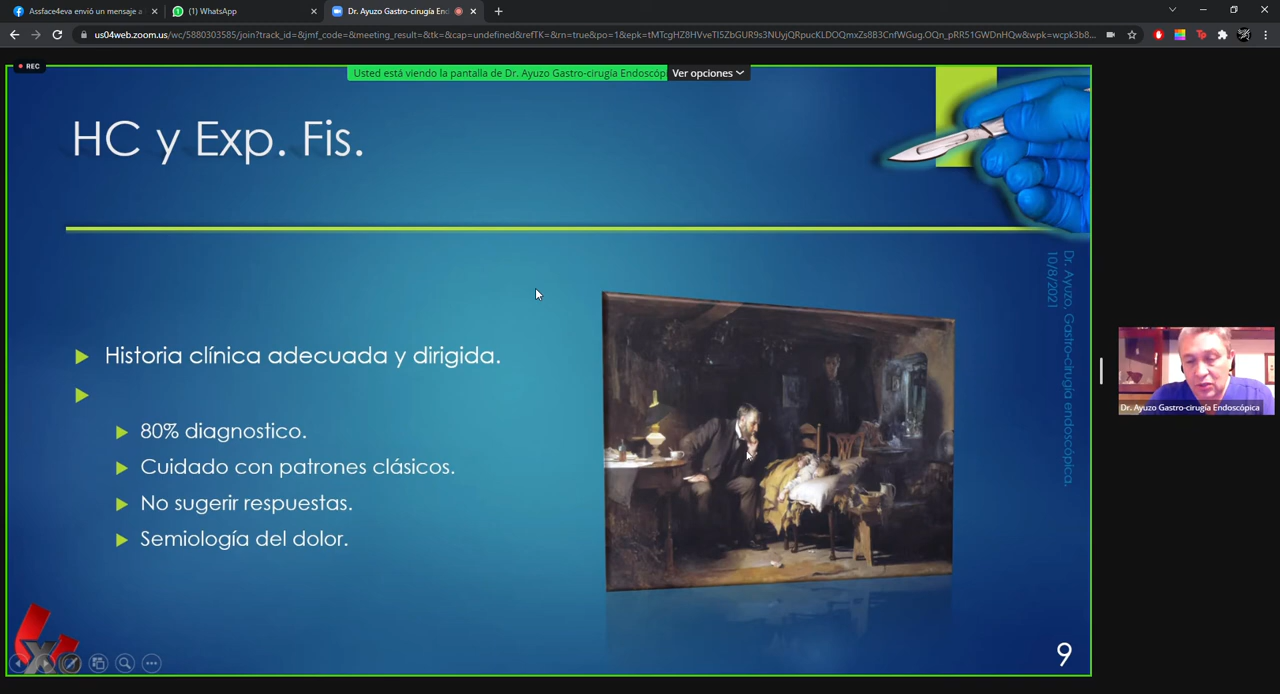 Assface4eva envió un mensaje a
(1) WhatsApp
Dr. Ayuzo Gastro-cirugía End
us04web.zoom.us/wc/5880303585/join?track_id=&jmf_code=&meeting_result=&tk=&cap=undefined&refTK=&rn=true&po=1&epk=
REC
Usted está viendo la pantalla de Dr. Ayuzo Gastro-cirugía Endoscóp
Ver opciones
HC y Exp. Fis.
Dr. Ayuzo, Gastro-cirugía endoscópica.
10/8/2021
Historia clínica adecuada y dirigida.
80% diagnostico.
Cuidado con patrones clásicos.
No sugerir respuestas.
Semiología del dolor.
Dr. Ayuzo Gastro-cirugía Endoscópica
9